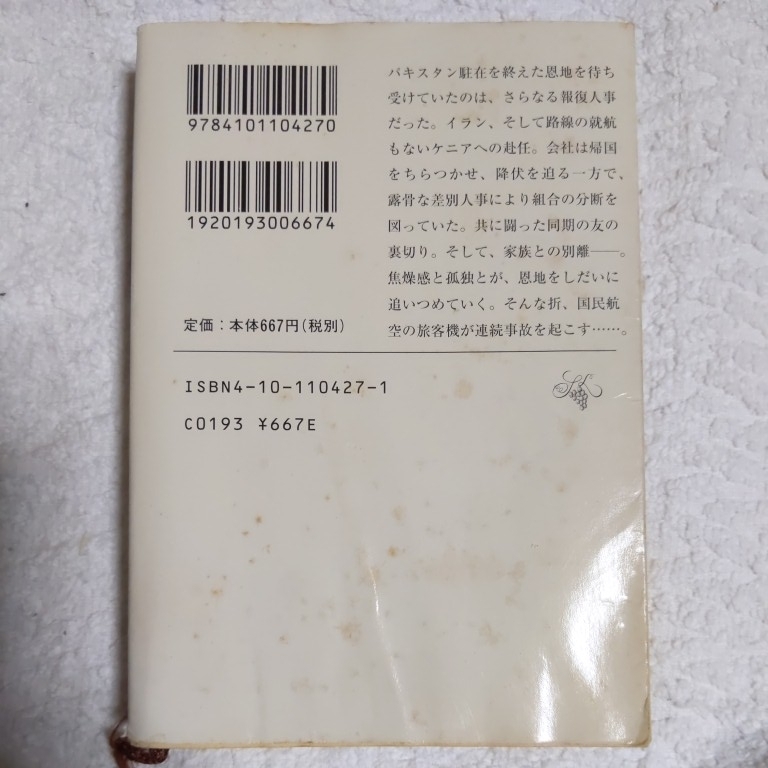 9784101104270
1920193006674
定価：本体667円(税別)
パキスタン駐在を終えた恩地を待ち
受けていたのは、さらなる報復人事
だった。イラン、そして路線の就航
もないケニアへの赴任。会社は帰国
をちらつかせ、降伏を迫る一方で、
露骨な差別人事により組合の分断を
図っていた。共に闘った同期の友の
裏切り。そして、家族との別離――。
焦燥感と孤独とが、恩地をしだいに
追いつめていく。そんな折、国民航
空の旅客機が連続事故を起こす……。
ISBN4-10-110427-1
C0193 ¥667E